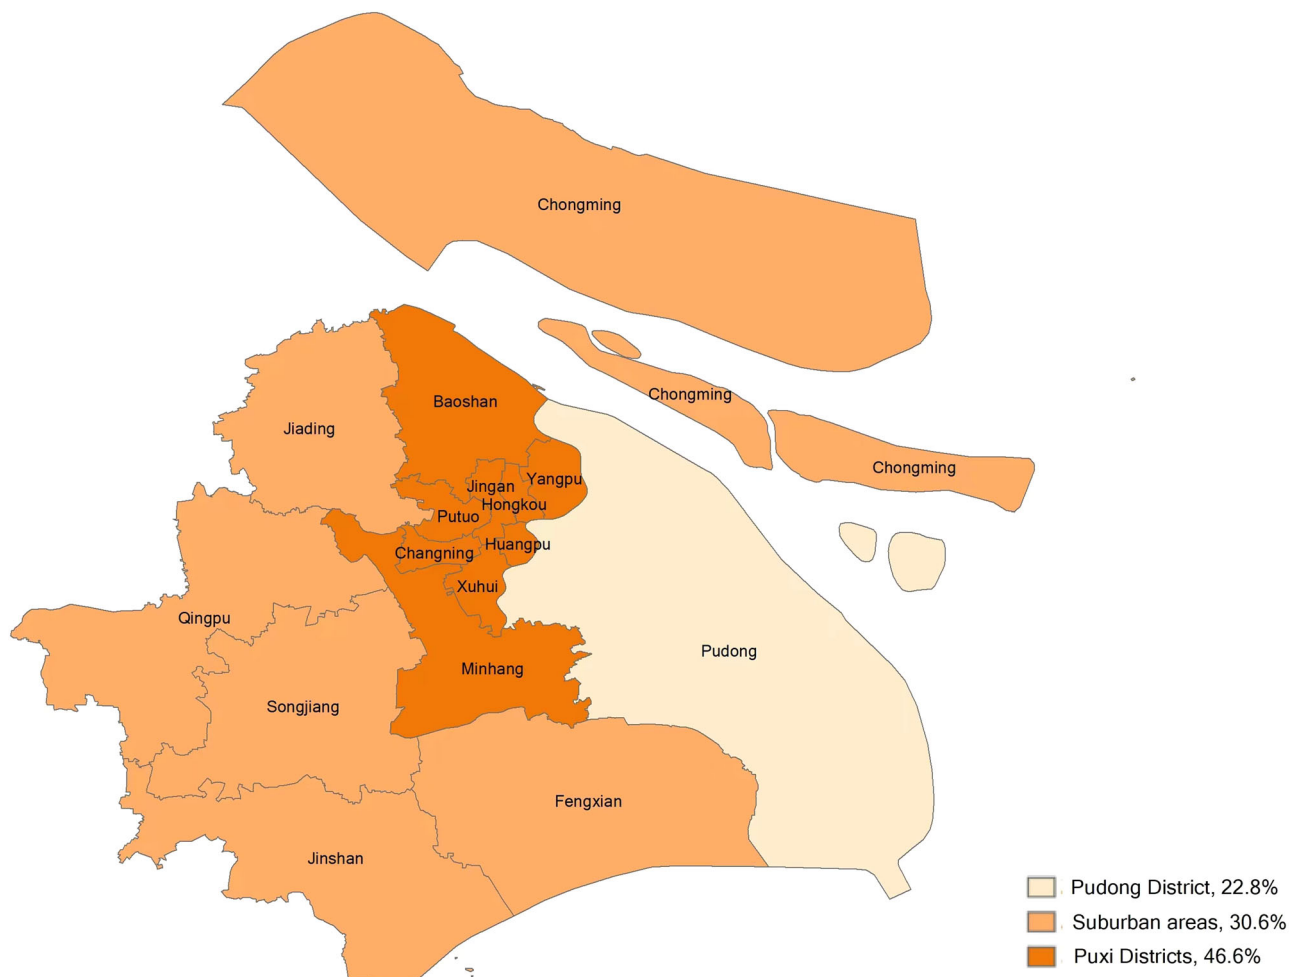 Chongming
Chongming
Baoshan
Jiading
Chongming
Yangpu
Jingan
Hongkou
Putuo
Huangpu
Changning
Xuhui
Qingpu
Pudong
Minhang
Songjiang
Fengxian
Jinshan
Pudong District, 22.8%
Suburban areas, 30.6%
Puxi Districts, 46.6%